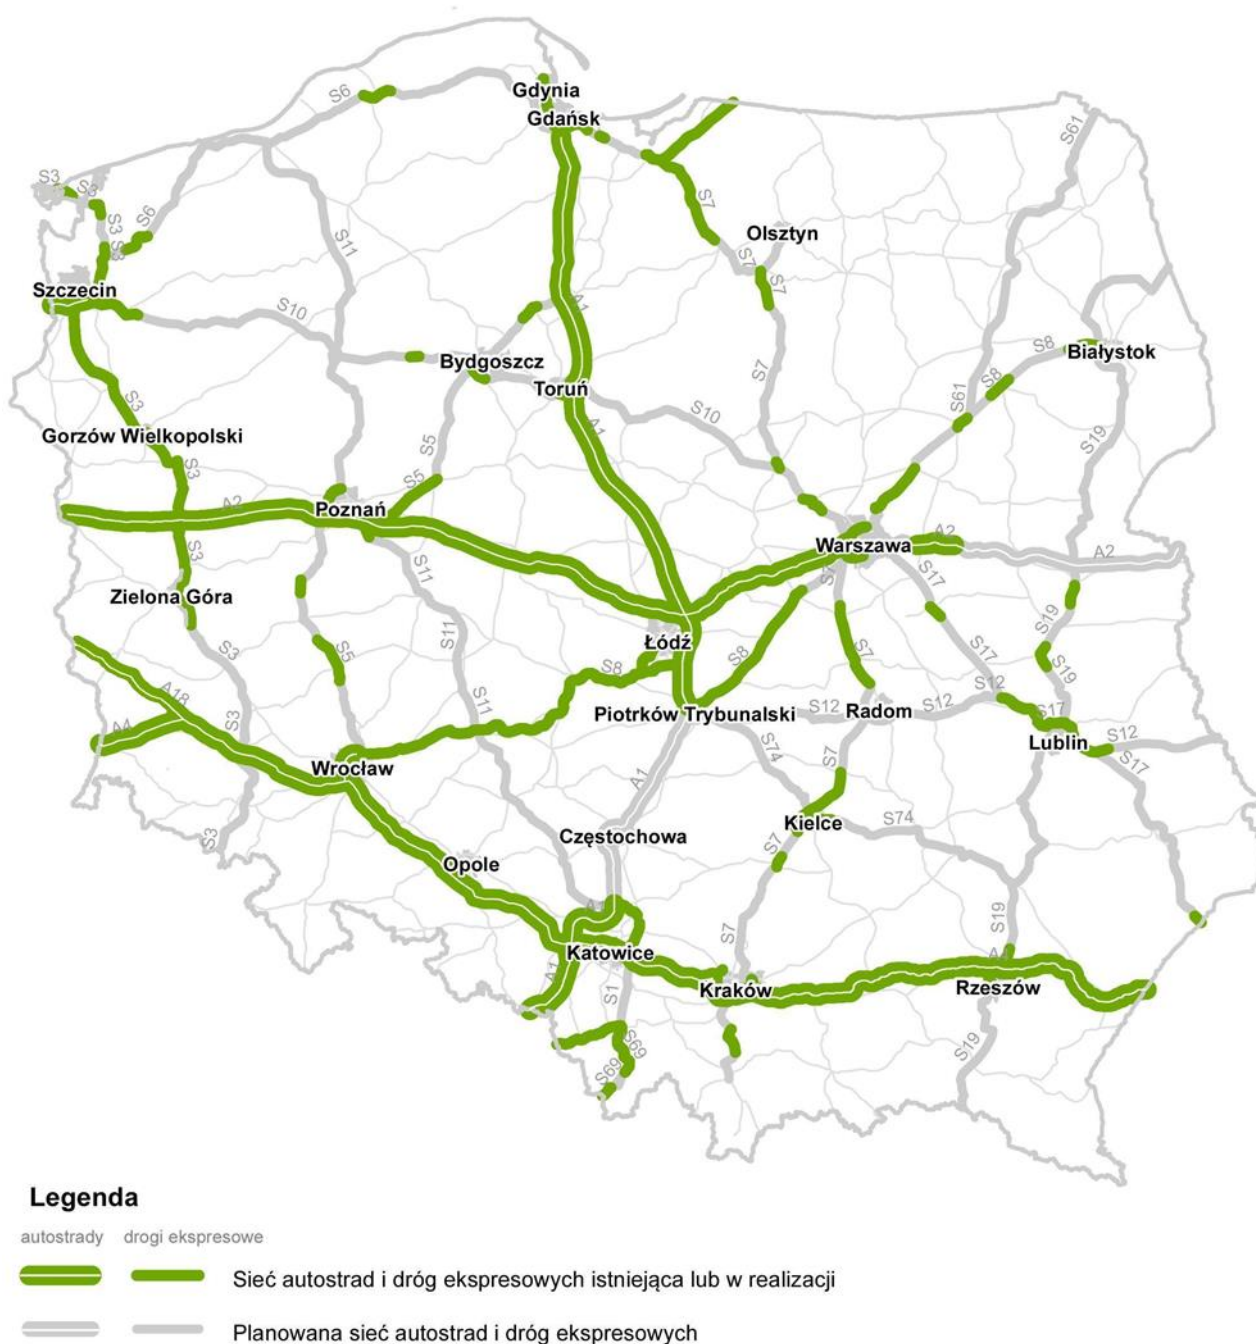 Gdynia
S6
Gdańsk
S61
S3
S3
S6
S3
S3
S7
Olsztyn
S11
S7
S7
Szczecin
S10
A1
S8
Białystok
Bydgoszcz
S7
S8
Toruń
S61
S3
S10
A1
Gorzów Wielkopolski
S5
S19
S3
S5
A2
Poznań
Warszawa
A2
A2
S3
S11
S7
S17
Zielona Góra
S19
S11
Łódź
S3
S5
S8
S8
S7
S17
S19
A18
S11
S12
S12
Piotrków Trybunalski
S12
Radom
S17
A4
S3
Lublin
S12
Wrocław
S74
S7
S17
A1
Kielce
S74
S3
Częstochowa
S7
Opole
S19
A1
S7
Katowice
A4
A1
Rzeszów
Kraków
S1
S69
S19
S69
Legenda
autostrady drogi ekspresowe
Sieć autostrad i dróg ekspresowych istniejąca lub w realizacji
Planowana sieć autostrad i dróg ekspresowych